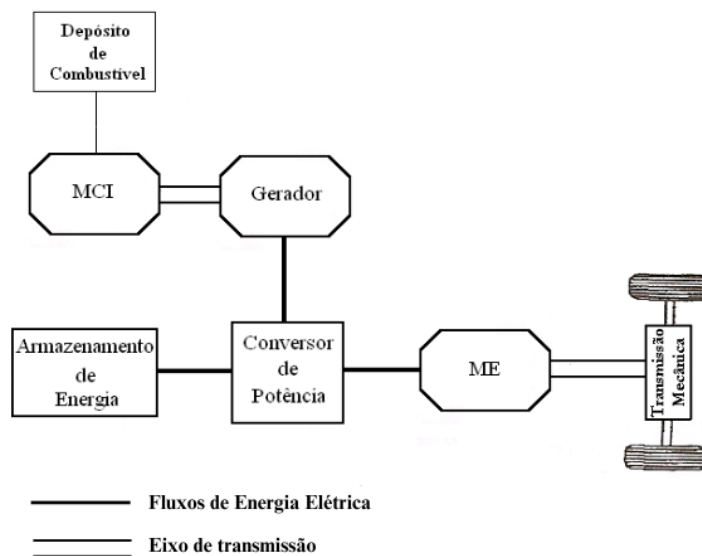 Depósito
de
Combustível
MCI
Gerador
Armazenamento
de
Energia
Conversor
de
Potência
ME
Transmissão
Mecânica
Fluxos de Energia Elétrica
Eixo de transmissão